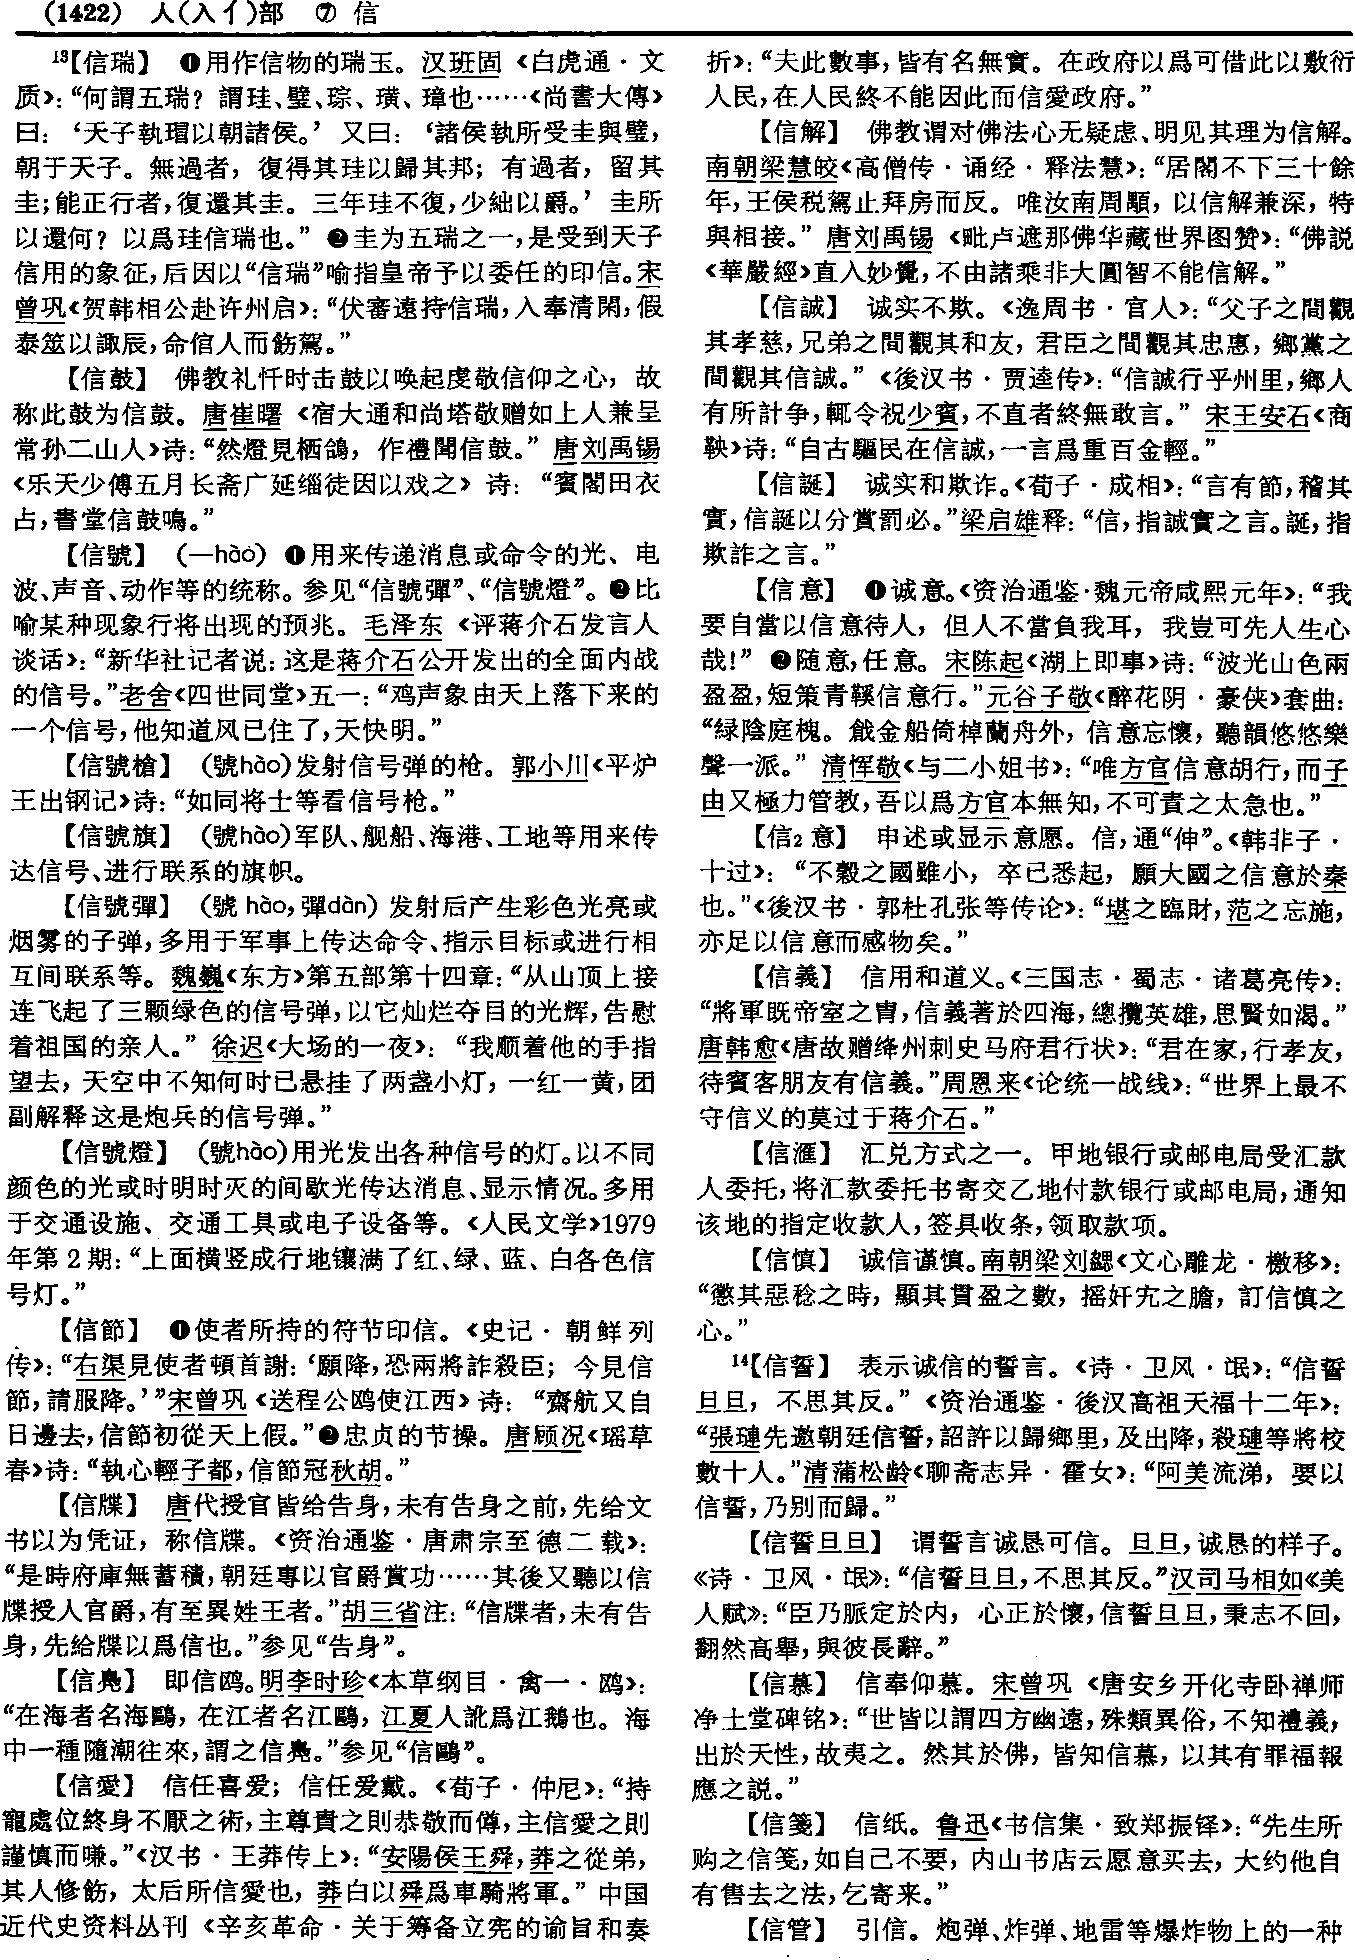 (1422) 人(入亻)部 ⑦ 信
¹³【信瑞】 ❶用作信物的瑞玉。汉班固《白虎通·文
质》：“何謂五瑞？謂珪、璧、琮、璜、璋也……《尚書大傳》
曰：‘天子執瑁以朝諸侯。’又曰：‘諸侯執所受圭與璧，
朝于天子。無過者，復得其珪以歸其邦；有過者，留其
圭；能正行者，復還其圭。三年珪不復，少絀以爵。’圭所
以還何？以爲珪信瑞也。”❷圭为五瑞之一，是受到天子
信用的象征，后因以“信瑞”喻指皇帝予以委任的印信。宋
曾巩《贺韩相公赴许州启》：“伏審遠持信瑞，入奉清閑，假
泰筮以諏辰，命倌人而飭駕。”
【信鼓】 佛教礼忏时击鼓以唤起虔敬信仰之心，故
称此鼓为信鼓。唐崔曙《宿大通和尚塔敬赠如上人兼呈
常孙二山人》诗：“然燈見栖鴿，作禮聞信鼓。”唐刘禹锡
《乐天少傅五月长斋广延缁徒因以戏之》诗：“賓閣田衣
占，書堂信鼓鳴。”
【信號】 （—hào）❶用来传递消息或命令的光、电
波、声音、动作等的统称。参见“信號彈”、“信號燈”。❷比
喻某种现象行将出现的预兆。毛泽东《评蒋介石发言人
谈话》：“新华社记者说：这是蒋介石公开发出的全面内战
的信号。”老舍《四世同堂》五一：“鸡声象由天上落下来的
一个信号，他知道风已住了，天快明。”
【信號槍】 （號hào）发射信号弹的枪。郭小川《平炉
王出钢记》诗：“如同将士等看信号枪。”
【信號旗】 （號hào）军队、舰船、海港、工地等用来传
达信号、进行联系的旗帜。
【信號彈】 （號 hào，彈dàn）发射后产生彩色光亮或
烟雾的子弹，多用于军事上传达命令、指示目标或进行相
互间联系等。魏巍《东方》第五部第十四章：“从山顶上接
连飞起了三颗绿色的信号弹，以它灿烂夺目的光辉，告慰
着祖国的亲人。”徐迟《大场的一夜》：“我顺着他的手指
望去，天空中不知何时已悬挂了两盏小灯，一红一黄，团
副解释这是炮兵的信号弹。”
【信號燈】 （號hào）用光发出各种信号的灯。以不同
颜色的光或时明时灭的间歇光传达消息、显示情况。多用
于交通设施、交通工具或电子设备等。《人民文学》1979
年第2期：“上面横竖成行地镶满了红、绿、蓝、白各色信
号灯。”
【信節】 ❶使者所持的符节印信。《史记·朝鲜列
传》：“右渠見使者頓首謝：‘願降，恐兩將詐殺臣；今見信
節，請服降。’”宋曾巩《送程公鸥使江西》诗：“齋航又自
日邊去，信節初從天上假。”❷忠贞的节操。唐顾况《瑶草
春》诗：“執心輕子都，信節冠秋胡。”
【信牒】 唐代授官皆给告身，未有告身之前，先给文
书以为凭证，称信牒。《资治通鉴·唐肃宗至德二载》：
“是時府庫無蓄積，朝廷專以官爵賞功……其後又聽以信
牒授人官爵，有至異姓王者。”胡三省注：“信牒者，未有告
身，先給牒以爲信也。”参见“告身”。
【信鳧】 即信鸥。明李时珍《本草纲目·禽一·鸥》：
“在海者名海鷗，在江者名江鷗，江夏人訛爲江鵝也。海
中一種隨潮往來，謂之信鳧。”参见“信鷗”。
【信愛】 信任喜爱；信任爱戴。《荀子·仲尼》：“持
寵處位終身不厭之術，主尊貴之則恭敬而僔，主信愛之則
謹慎而嗛。”《汉书·王莽传上》：“安陽侯王舜，莽之從弟，
其人修飭，太后所信愛也，莽白以舜爲車騎將軍。”中国
近代史资料丛刊《辛亥革命·关于筹备立宪的谕旨和奏
折》：“夫此數事，皆有名無實。在政府以爲可借此以敷衍
人民，在人民終不能因此而信愛政府。”
【信解】 佛教谓对佛法心无疑虑、明见其理为信解。
南朝梁慧皎《高僧传·诵经·释法慧》：“居閣不下三十餘
年，王侯税駕止拜房而反。唯汝南周顒，以信解兼深，特
與相接。”唐刘禹锡《毗卢遮那佛华藏世界图赞》：“佛説
《華嚴經》直入妙覺，不由諸乘非大圓智不能信解。”
【信誠】 诚实不欺。《逸周书·官人》：“父子之間觀
其孝慈，兄弟之間觀其和友，君臣之間觀其忠惠，鄉黨之
間觀其信誠。”《後汉书·贾逵传》：“信誠行乎州里，鄉人
有所計争，輒令祝少賓，不直者終無敢言。”宋王安石《商
鞅》诗：“自古驅民在信誠，一言爲重百金輕。”
【信誕】 诚实和欺诈。《荀子·成相》：“言有節，稽其
實，信誕以分賞罰必。”梁启雄释：“信，指誠實之言。誕，指
欺詐之言。”
【信意】 ❶诚意。《资治通鉴·魏元帝咸熙元年》：“我
要自當以信意待人，但人不當負我耳，我豈可先人生心
哉！”❷随意，任意。宋陈起《湖上即事》诗：“波光山色兩
盈盈，短策青鞵信意行。”元谷子敬《醉花阴·豪侠》套曲：
“緑陰庭槐。戧金船倚棹蘭舟外，信意忘懷，聽韻悠悠樂
聲一派。”清恽敬《与二小姐书》：“唯方官信意胡行，而子
由又極力管教，吾以爲方官本無知，不可責之太急也。”
【信₂意】 申述或显示意愿。信，通“伸”。《韩非子·
十过》：“不穀之國雖小，卒已悉起，願大國之信意於秦
也。”《後汉书·郭杜孔张等传论》：“堪之臨財，范之忘施，
亦足以信意而感物矣。”
【信義】 信用和道义。《三国志·蜀志·诸葛亮传》：
“將軍既帝室之胄，信義著於四海，總攬英雄，思賢如渴。”
唐韩愈《唐故赠绛州刺史马府君行状》：“君在家，行孝友，
待賓客朋友有信義。”周恩来《论统一战线》：“世界上最不
守信义的莫过于蒋介石。”
【信滙】 汇兑方式之一。甲地银行或邮电局受汇款
人委托，将汇款委托书寄交乙地付款银行或邮电局，通知
该地的指定收款人，签具收条，领取款项。
【信慎】 诚信谨慎。南朝梁刘勰《文心雕龙·檄移》：
“懲其惡稔之時，顯其貫盈之數，摇奸宄之膽，訂信慎之
心。”
¹⁴【信誓】 表示诚信的誓言。《诗·卫风·氓》：“信誓
旦旦，不思其反。”《资治通鉴·後汉高祖天福十二年》：
“張璉先邀朝廷信誓，詔許以歸鄉里，及出降，殺璉等將校
數十人。”清蒲松龄《聊斋志异·霍女》：“阿美流涕，要以
信誓，乃别而歸。”
【信誓旦旦】 谓誓言诚恳可信。旦旦，诚恳的样子。
《诗·卫风·氓》：“信誓旦旦，不思其反。”汉司马相如《美
人赋》：“臣乃脈定於内，心正於懷，信誓旦旦，秉志不回，
翻然高舉，與彼長辭。”
【信慕】 信奉仰慕。宋曾巩《唐安乡开化寺卧禅师
净土堂碑铭》：“世皆以謂四方幽遠，殊類異俗，不知禮義，
出於天性，故夷之。然其於佛，皆知信慕，以其有罪福報
應之説。”
【信箋】 信纸。鲁迅《书信集·致郑振铎》：“先生所
购之信笺，如自己不要，内山书店云愿意买去，大约他自
有售去之法，乞寄来。”
【信管】 引信。炮弹、炸弹、地雷等爆炸物上的一种